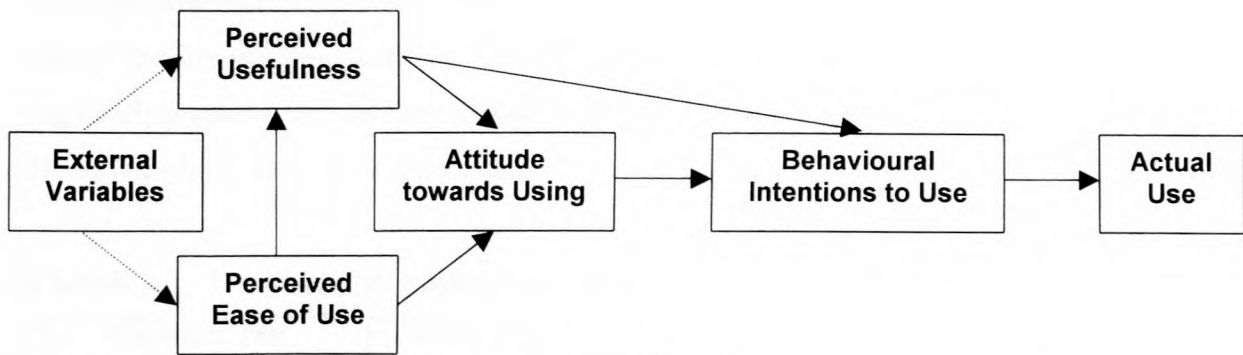 Perceived
Usefulness
External
Variables
Attitude
towards Using
Behavioural
Intentions to Use
Actual
Use
Perceived
Ease of Use